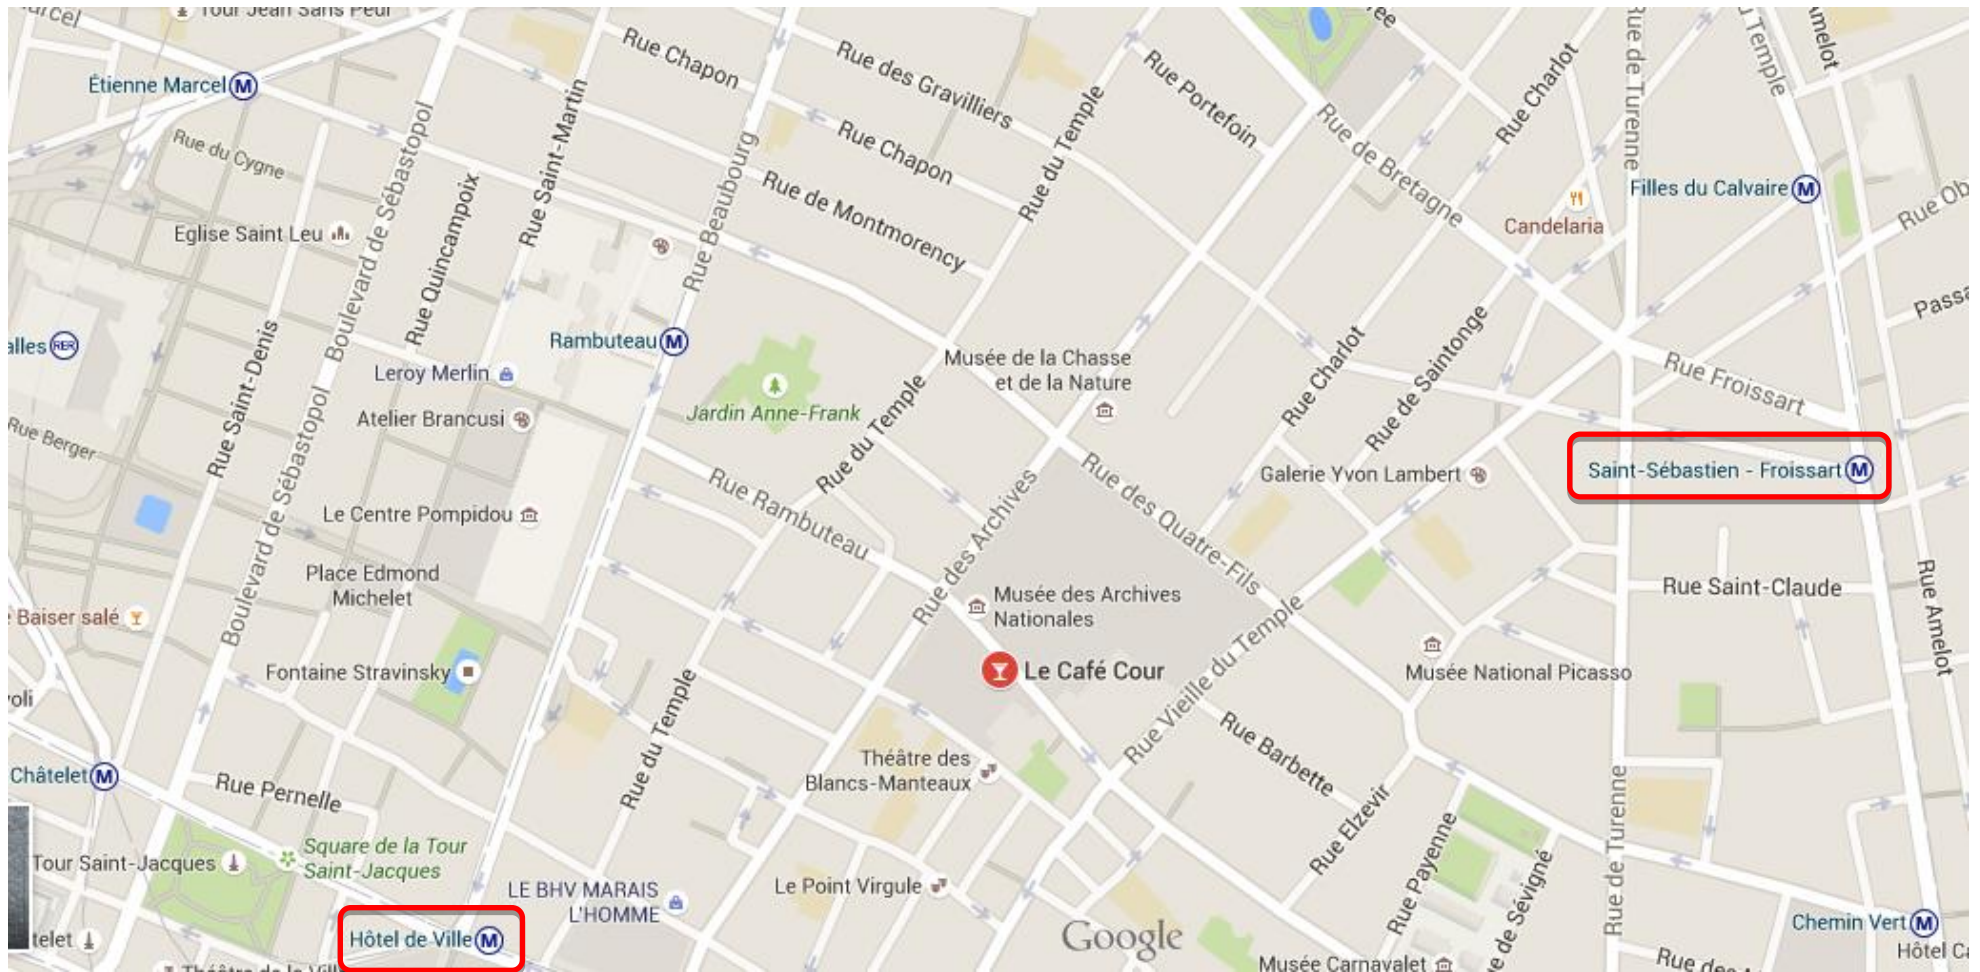 Tour Jean Sans Peur
Étienne Marcel
M
Rue du Cygne
Eglise Saint Leu
Boulevard de Sébastopol
Rue Quincampoix
Rue Saint-Martin
Rue Chapon
Rue des Gravilliers
Rue Chapon
Rue Beaubourg
Rue de Montmorency
Rue du Temple
Rue Portefoin
Rue de Bretagne
Rue Charlot
Rue de Turenne
Temple
Amelot
Filles du Calvaire
M
Candelaria
Rue
RER
Rambuteau
M
Leroy Merlin
Atelier Brancusi
Rue Saint-Denis
Boulevard de Sébastopol
Rue Berger
Jardin Anne-Frank
Rue du Temple
Musée de la Chasse
et de la Nature
Rue Charlot
Rue de Saintonge
Rue Froissart
Saint-Sébastien - Froissart
M
Galerie Yvon Lambert
Rue Rambuteau
Rue des Archives
Rue des Quatre-Fils
Le Centre Pompidou
Place Edmond
Michelet
Baiser salé
Fontaine Stravinsky
Musée des Archives
Nationales
Le Café Cour
Rue Vieille du Temple
Musée National Picasso
Rue Saint-Claude
Rue Amelot
Rue du Temple
Rue Barbette
Théâtre des
Blancs-Manteaux
Châtelet
M
Rue Pernelle
Rue Elzevir
Rue Payenne
Rue de Sévigné
Rue de Turenne
Square de la Tour
Saint-Jacques
Tour Saint-Jacques
LE BHV MARAIS
L'HOMME
Le Point Virgule
Hôtel de Ville
M
Google
Musée Carnavalet
Chemin Vert
M
Hôtel